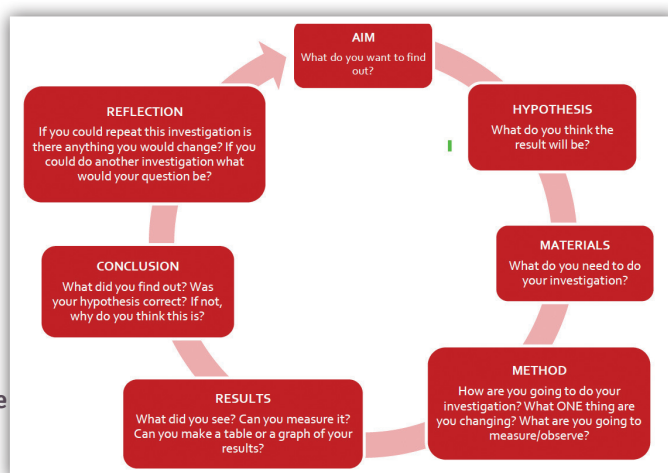 AIM
What do you want to find
out?
HYPOTHESIS
What do you think the
result will be?
MATERIALS
What do you need to do
your investigation?
METHOD
How are you going to do your
investigation? What ONE thing are
you changing? What are you going to
measure/observe?
RESULTS
What did you see? Can you measure it?
Can you make a table or a graph of your
results?
CONCLUSION
What did you find out? Was
your hypothesis correct? If not,
why do you think this is?
REFLECTION
If you could repeat this investigation is
there anything you would change? If you
could do another investigation what
would your question be?